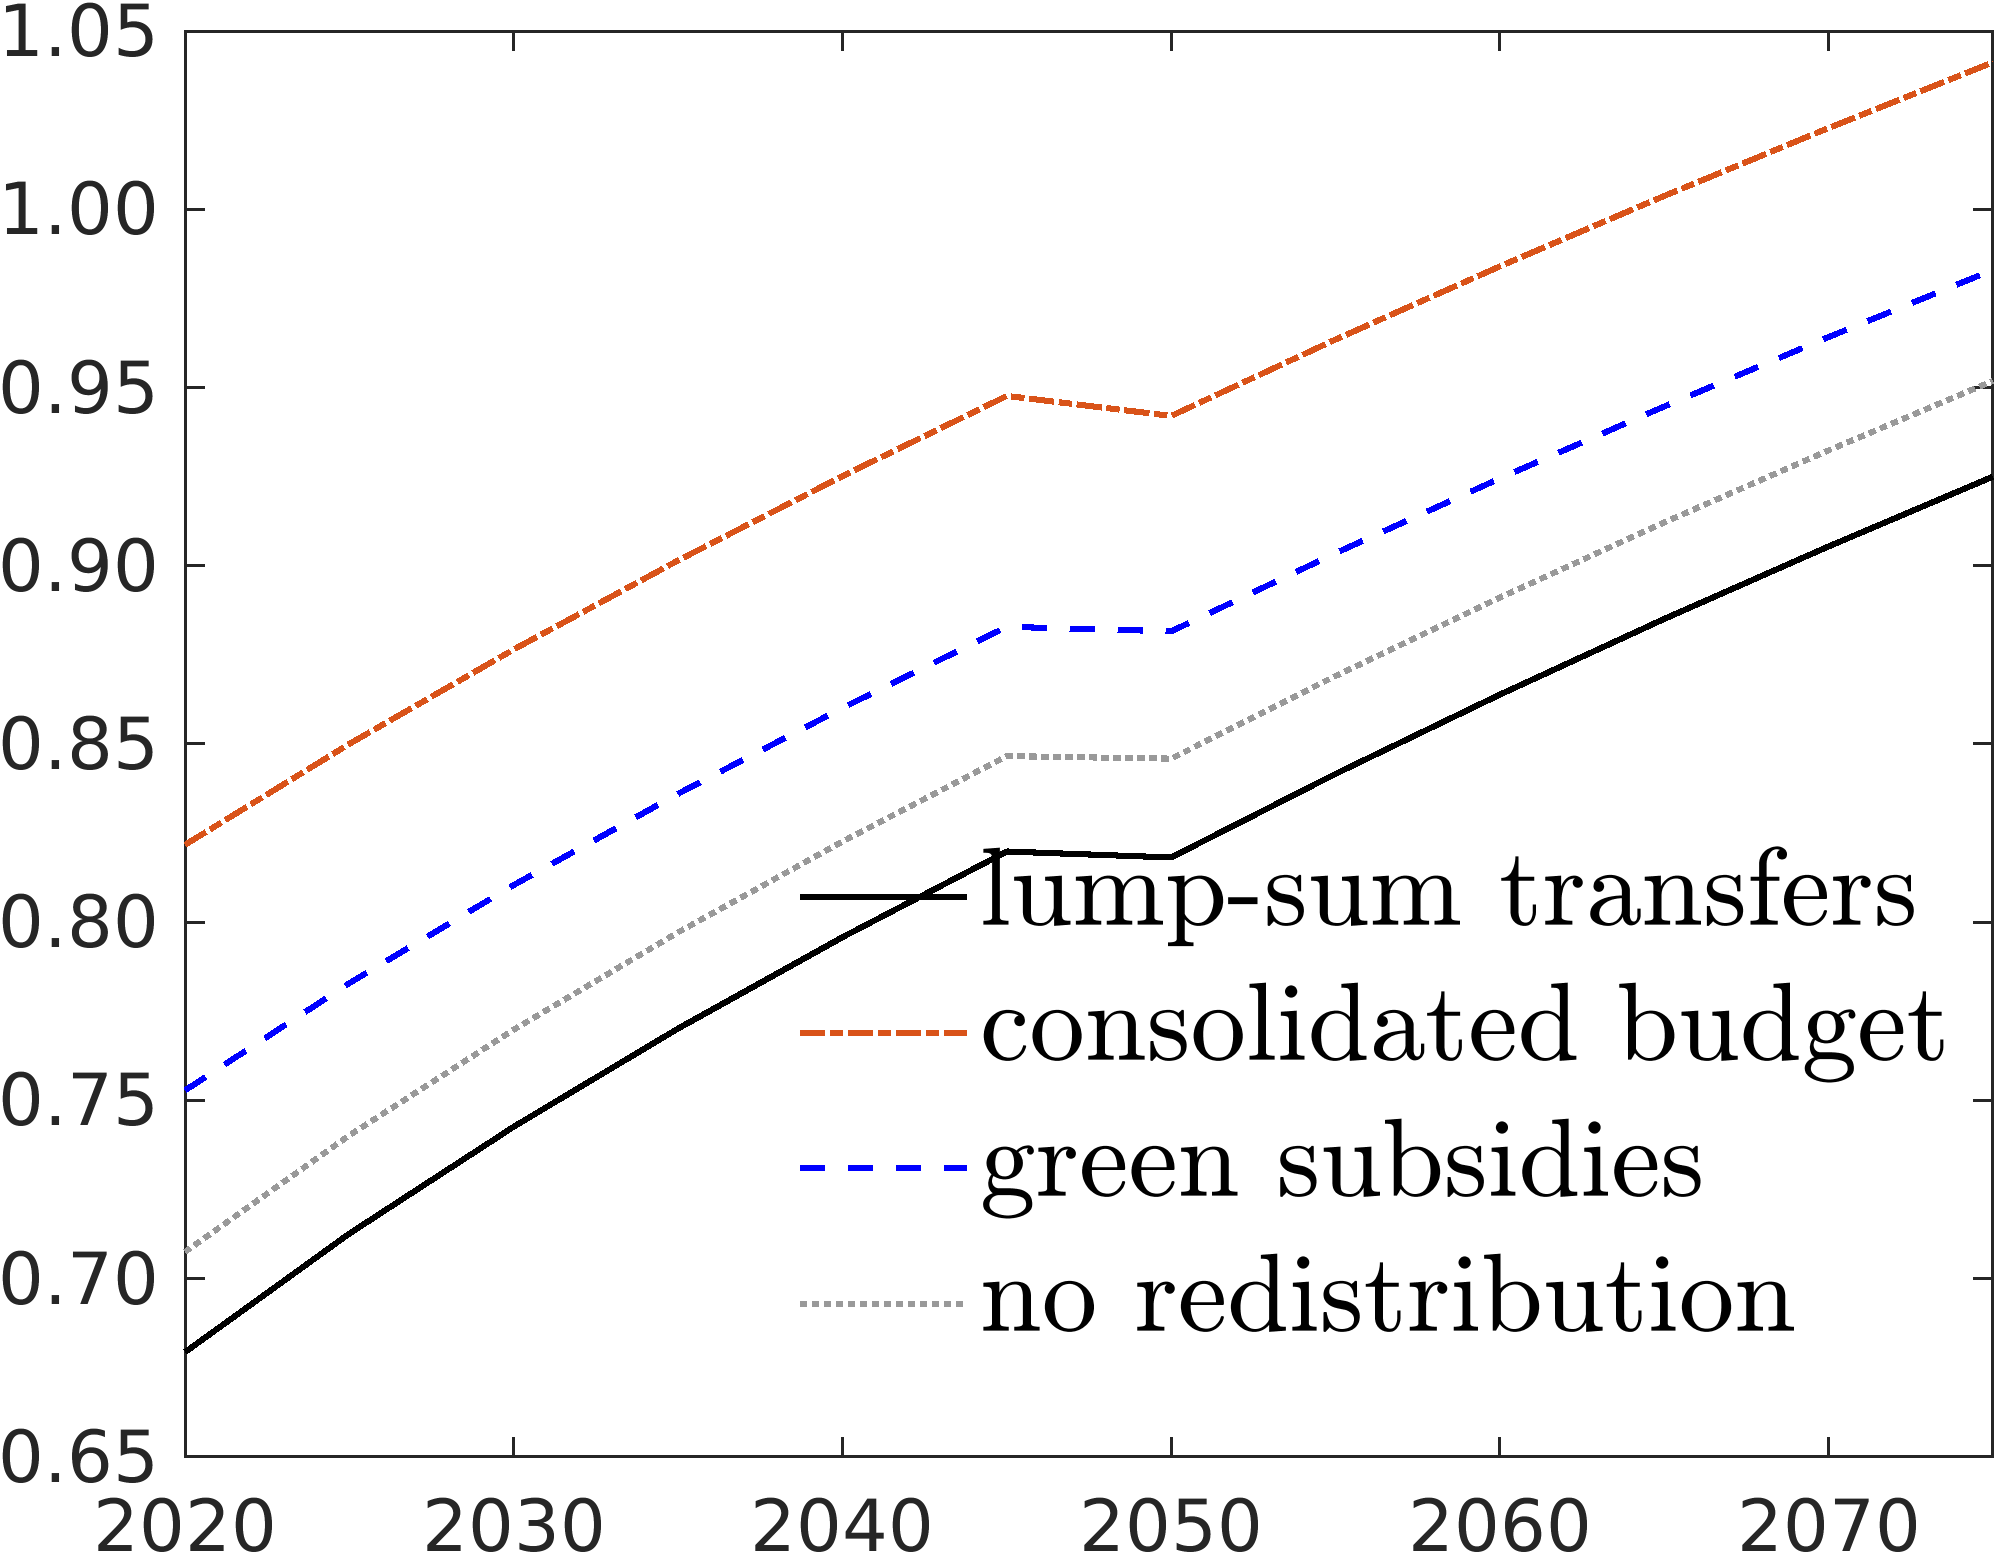 1.05
1.00
0.95
0.90
0.85
0.80
0.75
0.70
0.65
lump-sum transfers
consolidated budget
green subsidies
no redistribution
2020 2030 2040 2050 2060 2070